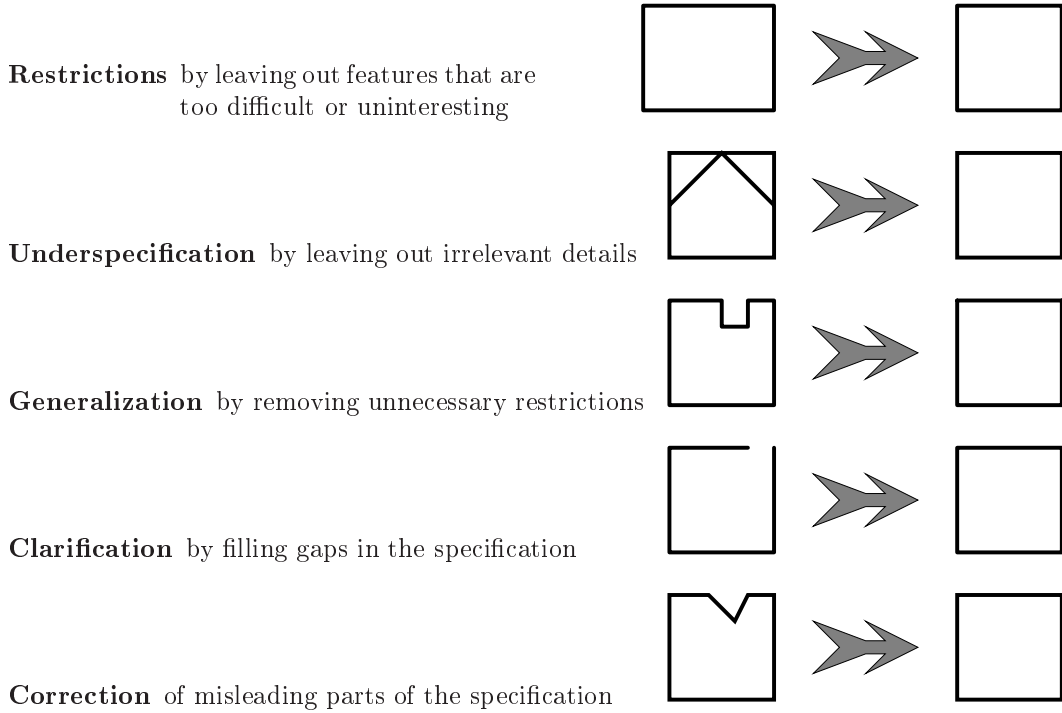 Restrictions by leaving out features that are
too difficult or uninteresting
Underspecification by leaving out irrelevant details
Generalization by removing unnecessary restrictions
Clarification by filling gaps in the specification
Correction of misleading parts of the specification